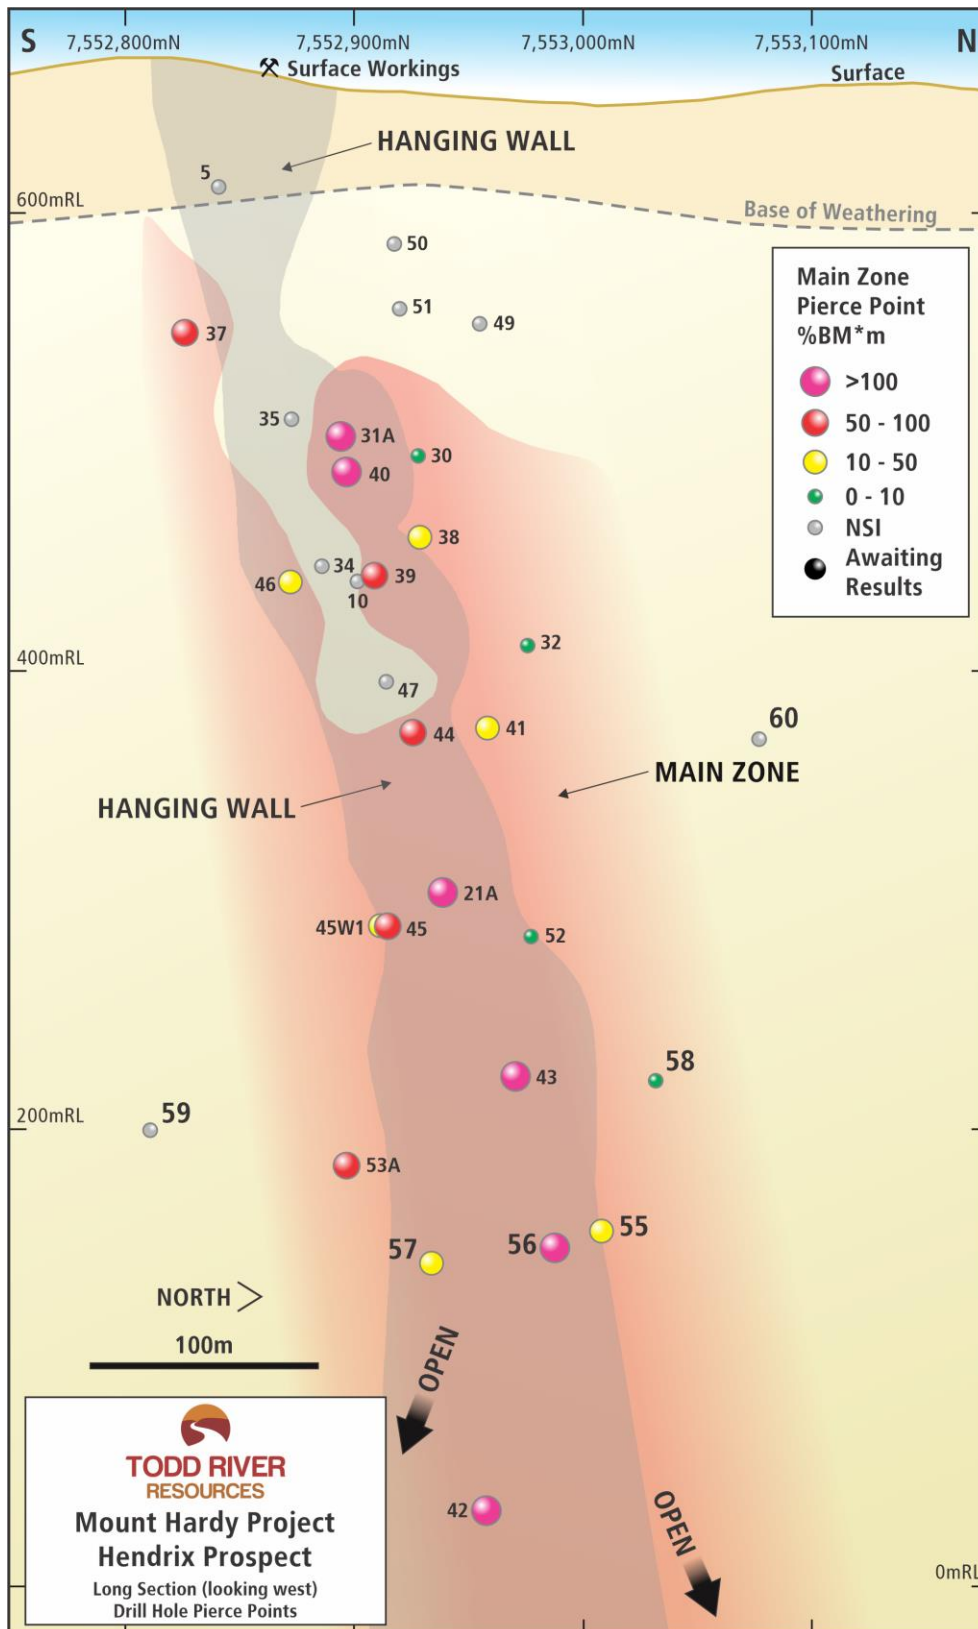 S
7,552,800mN
7,552,900mN
7,553,000mN
7,553,100mN
N
Surface Workings
Surface
HANGING WALL
5
600mRL
Base of Weathering
50
51
49
37
Main Zone
Pierce Point
%BM*m
>100
50 - 100
10 - 50
0 - 10
NSI
Awaiting
Results
35
31A
30
40
38
34
39
46
10
32
400mRL
47
60
44
41
MAIN ZONE
HANGING WALL
21A
45W1
45
52
43
58
59
200mRL
53A
55
56
57
NORTH
100m
OPEN
42
OPEN
0mRL
TODD RIVER
RESOURCES
Mount Hardy Project
Hendrix Prospect
Long Section (looking west)
Drill Hole Pierce Points